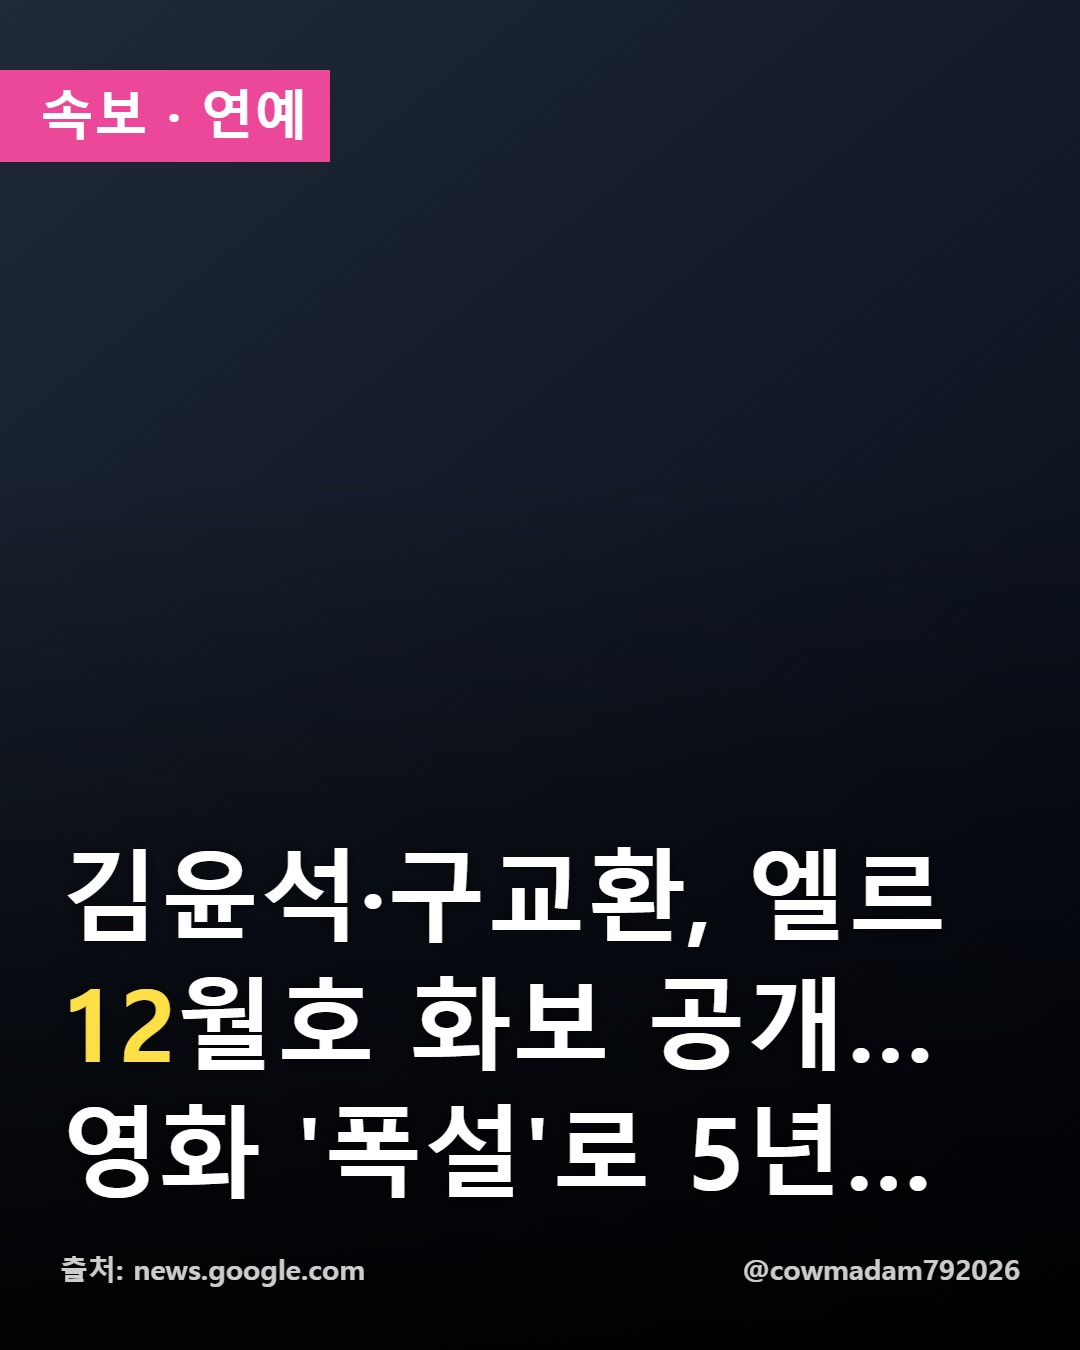 속보 · 연예
김윤석·구교환, 엘르
12월호 화보 공개...
영화 '폭설'로 5년...
출처: news.google.com
@cowmadam792026